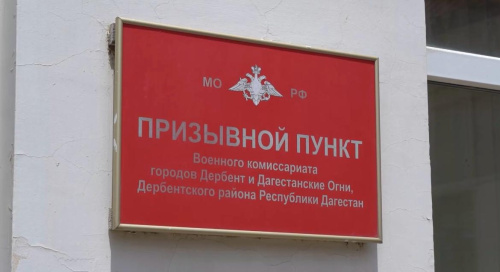 МО РФ
ПРИЗЫВНОЙ ПУНКТ
Военного комиссариата
городов Дербент и Дагестанские Огни,
Дербентского района Республики Дагестан